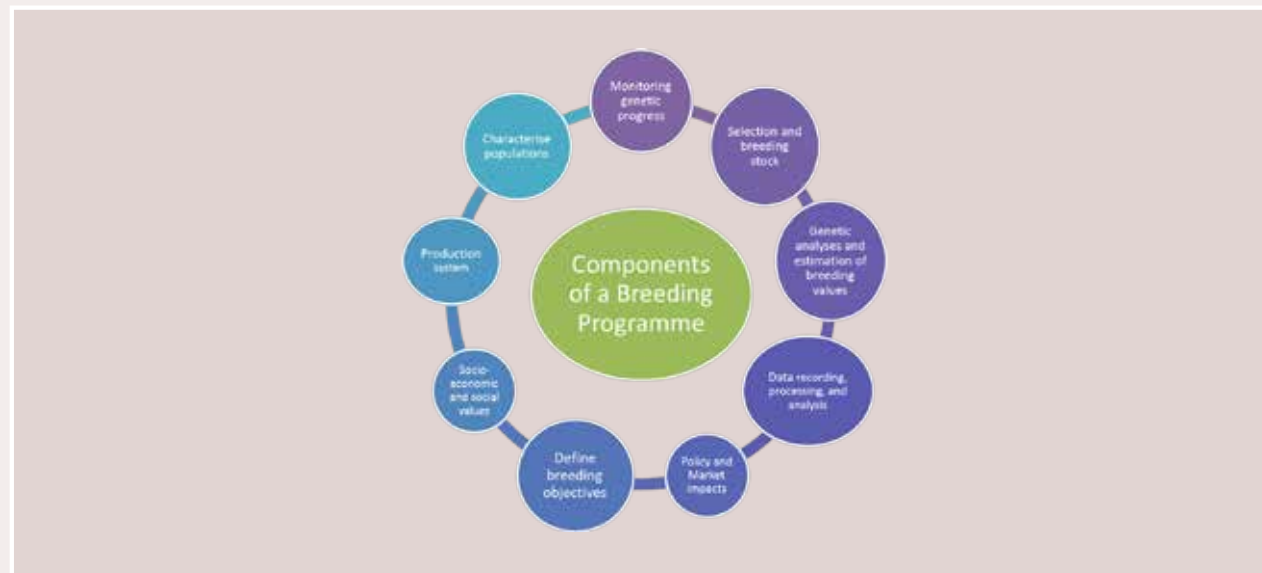 Monitoring
genetic
progress
Selection and
breeding
stock
Genetic
analyses and
estimation of
breeding
values
Data recording,
processing, and
analysis
Policy and
Market
impacts
Define
breeding
objectives
Socio-
economic
and social
values
Production
system
Characterise
populations
Components
of a Breeding
Programme